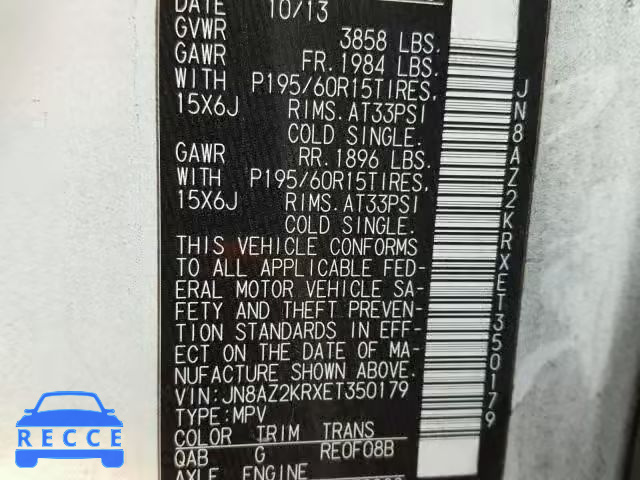 DATE 10/13
GVWR 3858 LBS.
GAWR FR. 1984 LBS.
WITH P195/60R15TIRES,
15X6J RIMS. AT33PSI
COLD SINGLE.
GAWR RR. 1896 LBS.
WITH P195/60R15TIRES,
15X6J RIMS. AT33PSI
COLD SINGLE.
THIS VEHICLE CONFORMS
TO ALL APPLICABLE FED-
ERAL MOTOR VEHICLE SA-
FETY AND THEFT PREVEN-
TION STANDARDS IN EFF-
ECT ON THE DATE OF MA-
NUFACTURE SHOWN ABOVE.
VIN:JN8AZ2KRXET350179
TYPE:MPV
COLOR TRIM TRANS
QAB G RE0F08B
AXLE ENGINE
JN8AZ2KRXET350179
RECCE